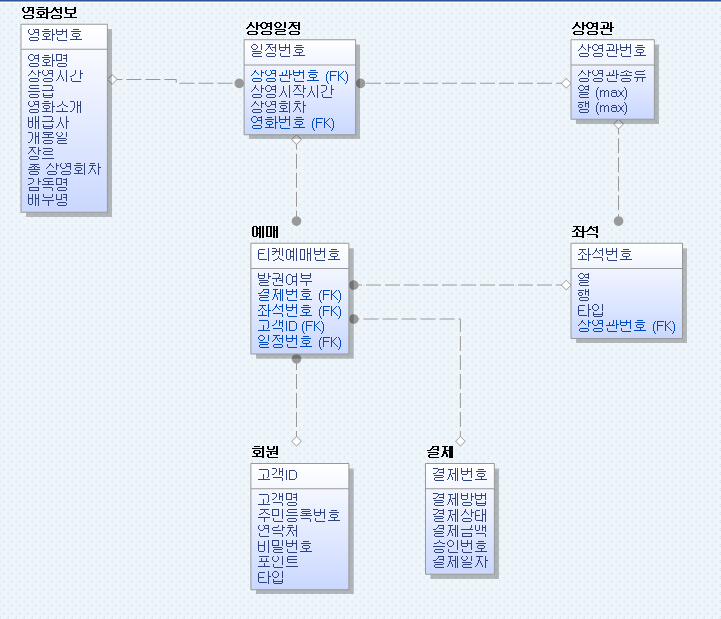 영화정보
영화번호
영화명
상영시간
등급
영화소개
배급사
개봉일
장르
총 상영회차
감독명
배우명
상영일정
일정번호
상영관번호 (FK)
상영시작시간
상영회차
영화번호 (FK)
상영관
상영관번호
상영관종류
열 (max)
행 (max)
예매
티켓예매번호
발권여부
결제번호 (FK)
좌석번호 (FK)
고객ID (FK)
일정번호 (FK)
좌석
좌석번호
열
행
타입
상영관번호 (FK)
회원
고객ID
고객명
주민등록번호
연락처
비밀번호
포인트
타입
결제
결제번호
결제방법
결제상태
결제금액
승인번호
결제일자